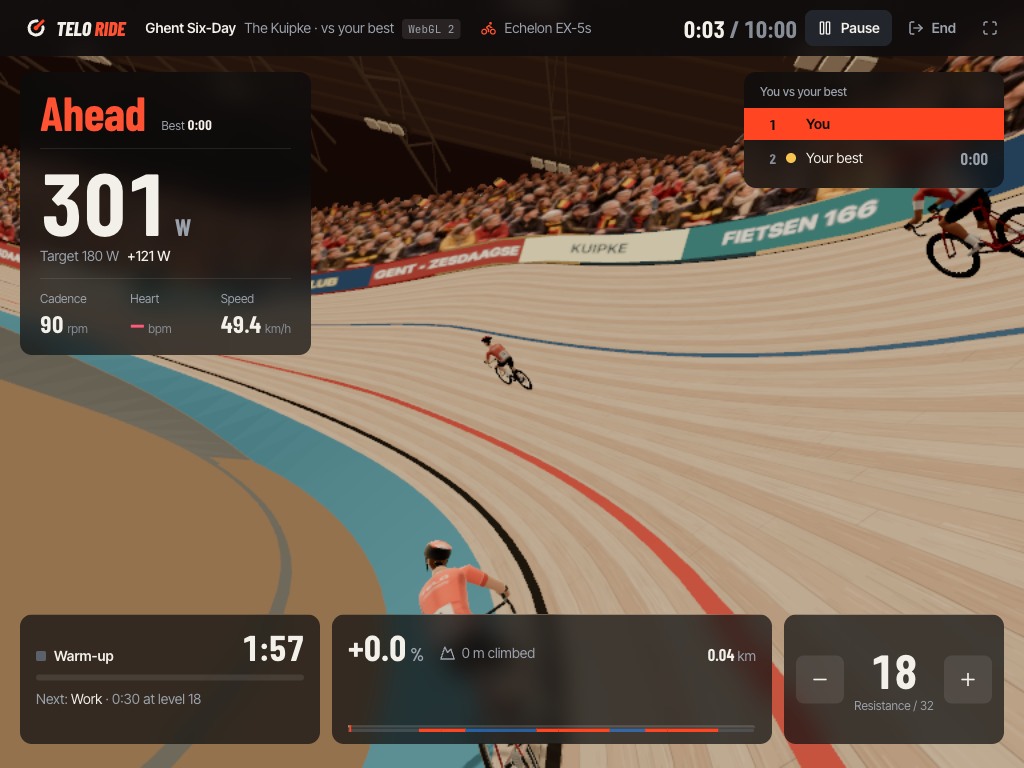 TELO RIDE Ghent Six-Day The Kuipke · vs your best WebGL 2 Echelon EX-5s 0:03 / 10:00 Pause End
Ahead Best 0:00
301 W
Target 180 W +121 W
Cadence Heart Speed
90 rpm — bpm 49.4 km/h
You vs your best
1 You
2 Your best 0:00
GENT - ZESDAAGSE
KUIPKE
FIETSEN 166
Warm-up 1:57
Next: Work · 0:30 at level 18
+0.0 % 0 m climbed 0.04 km
− 18 +
Resistance / 32